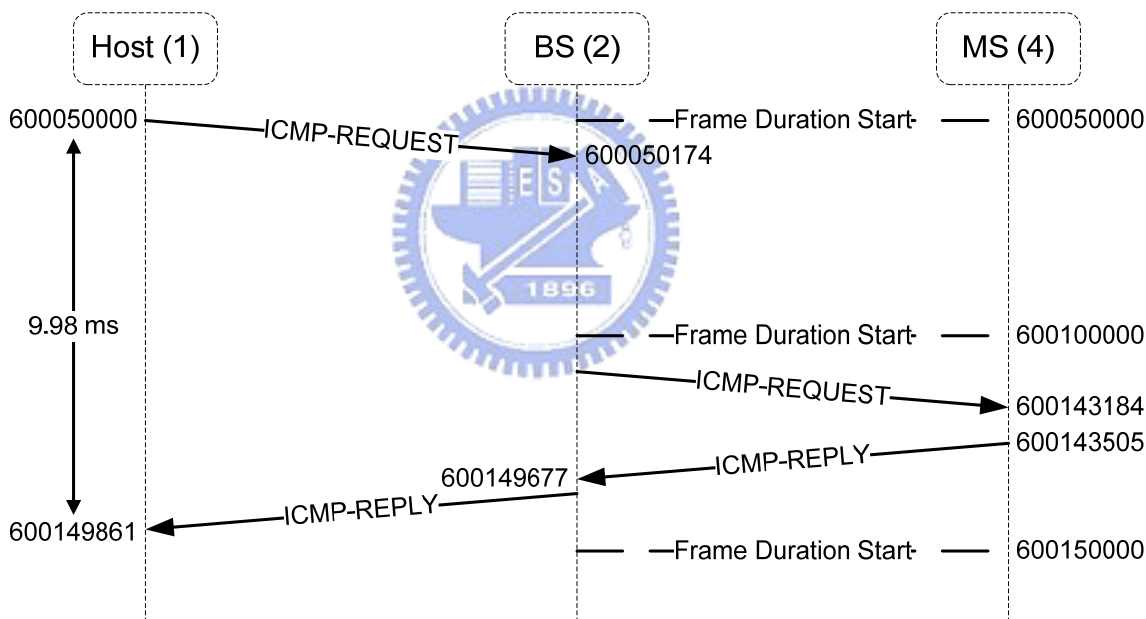 Host (1)
BS (2)
MS (4)
600050000
ICMP-REQUEST
Frame Duration Start
600050000
600050174
E S A
1896
9.98 ms
Frame Duration Start
600100000
ICMP-REQUEST
600143184
600143505
ICMP-REPLY
600149677
ICMP-REPLY
600149861
Frame Duration Start
600150000